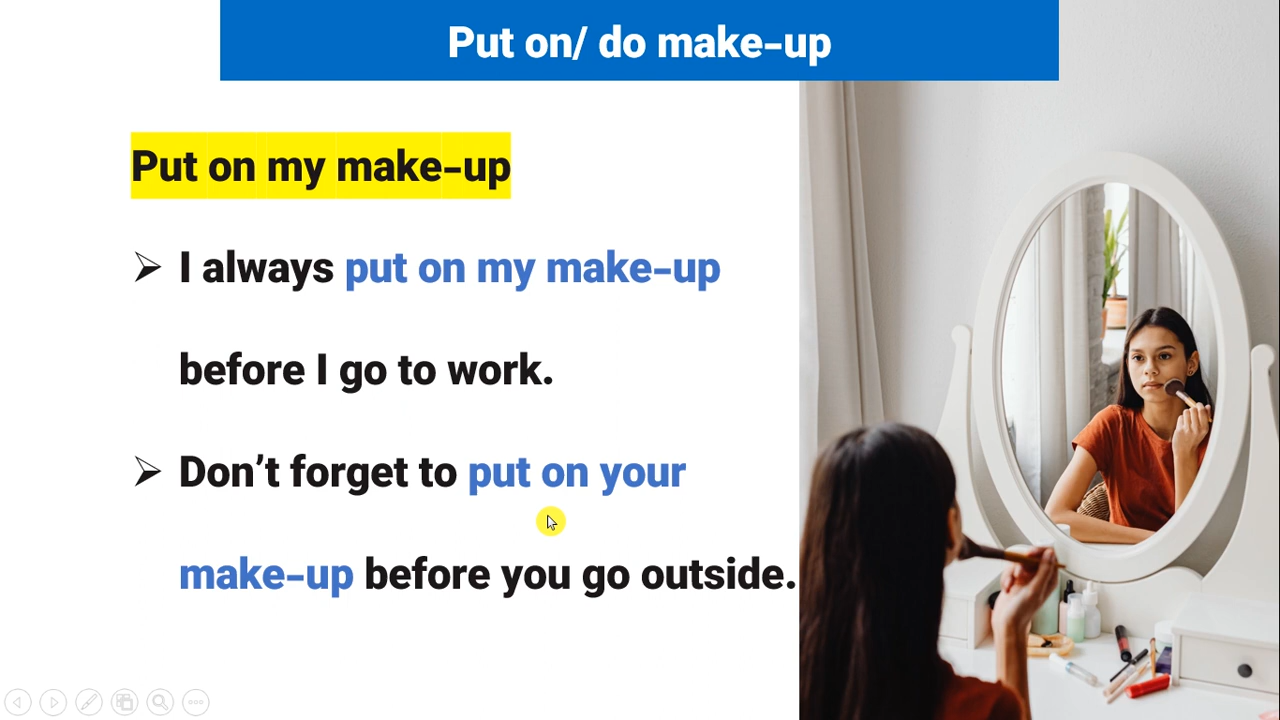 Put on/ do make-up
Put on my make-up
➢ I always put on my make-up
before I go to work.
➢ Don’t forget to put on your
make-up before you go outside.